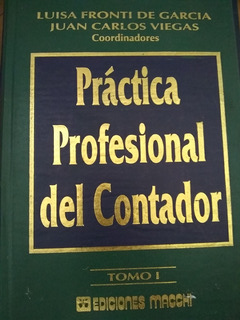 LUISA FRONTI DE GARCIA
JUAN CARLOS VIEGAS
Coordinadores
Práctica
Profesional
del Contador
TOMO I
EDICIONES MACCHI